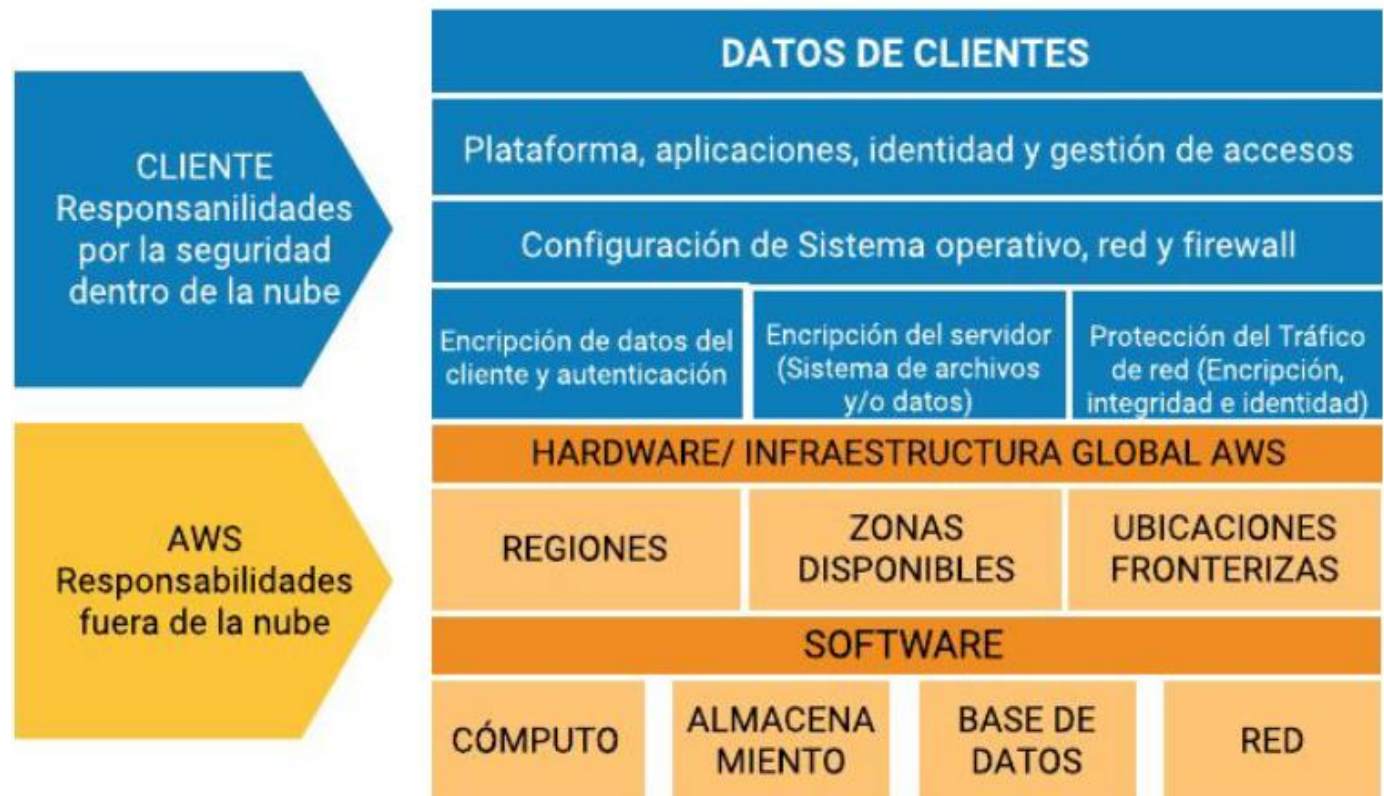 DATOS DE CLIENTES
CLIENTE
Responsanilidades
por la seguridad
dentro de la nube
Plataforma, aplicaciones, identidad y gestión de accesos
Configuración de Sistema operativo, red y firewall
Encripción de datos del
cliente y autenticación
Encripción del servidor
(Sistema de archivos
y/o datos)
Protección del Tráfico
de red (Encripción,
integridad e identidad)
AWS
Responsabilidades
fuera de la nube
HARDWARE/ INFRAESTRUCTURA GLOBAL AWS
REGIONES
ZONAS
DISPONIBLES
UBICACIONES
FRONTERIZAS
SOFTWARE
CÓMPUTO
ALMACENA
MIENTO
BASE DE
DATOS
RED